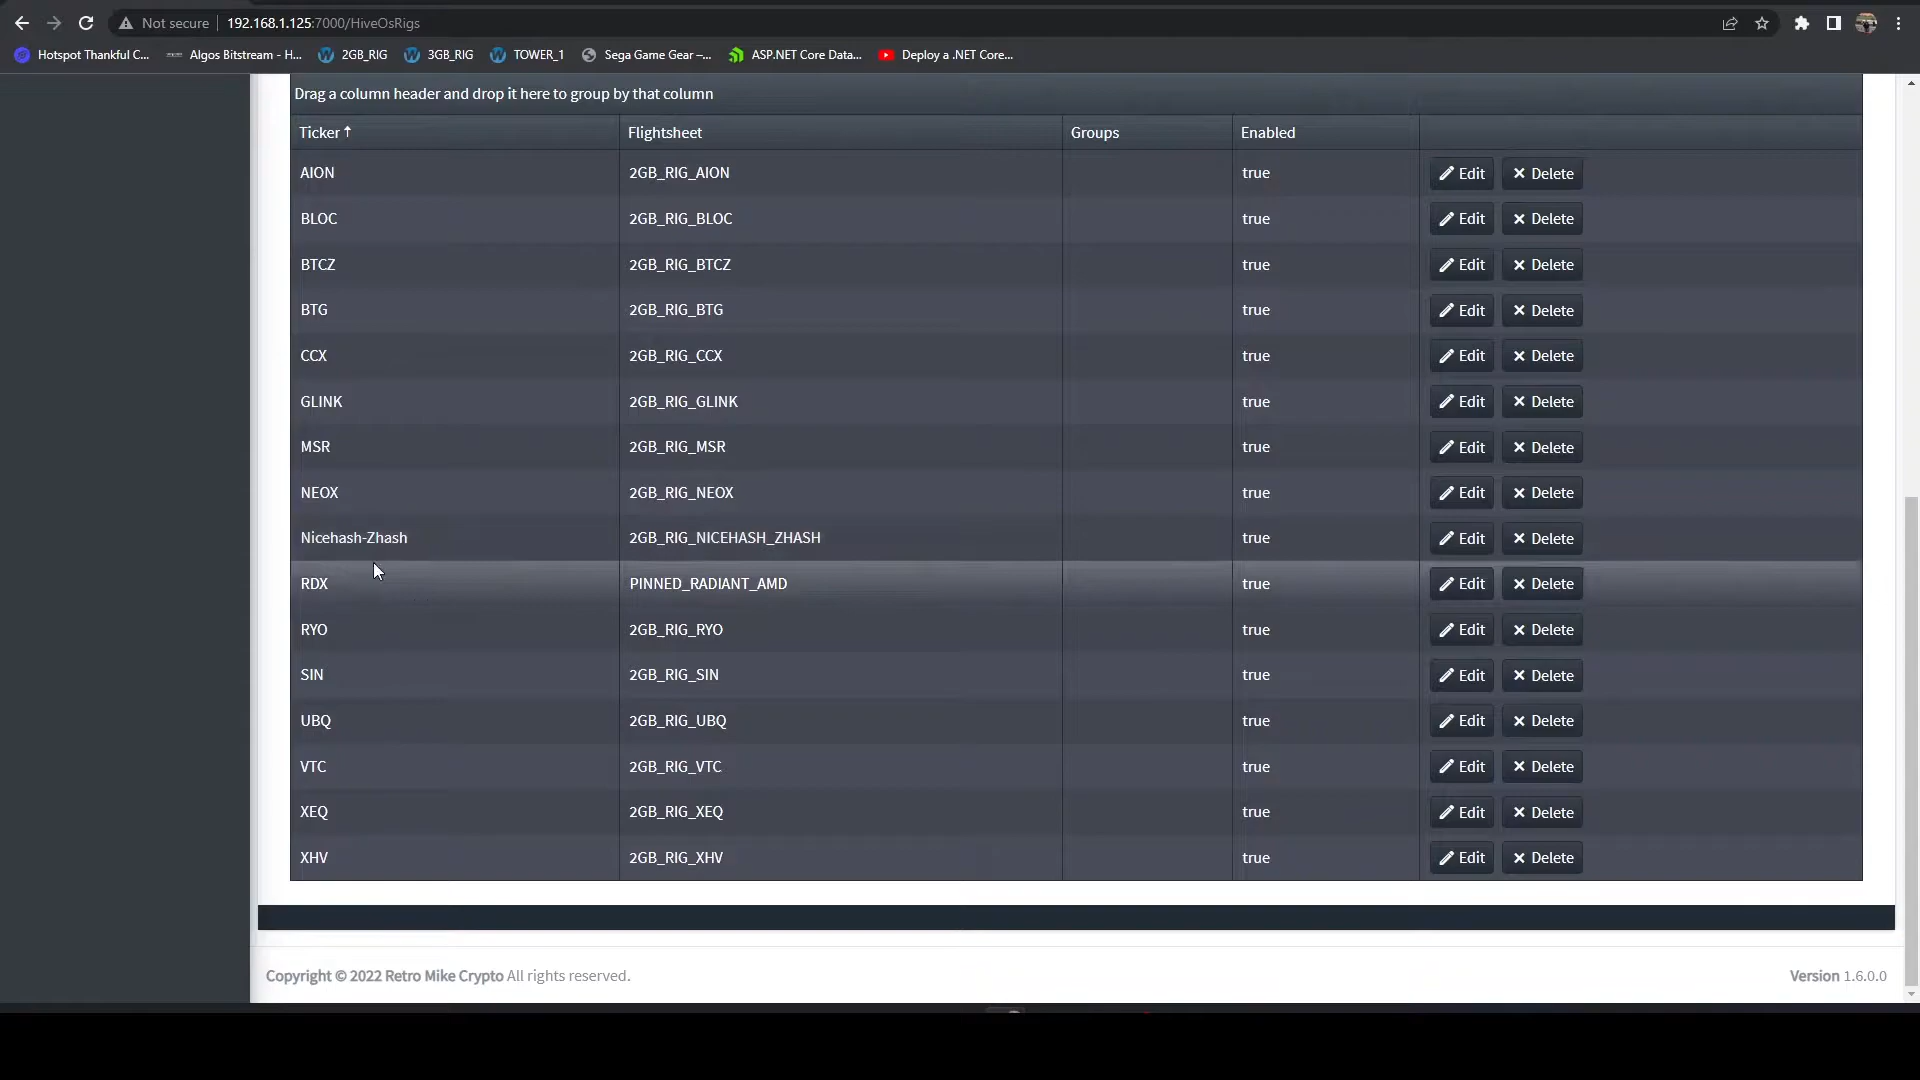 Not secure 192.168.1.125:7000/HiveOsRigs
Hotspot Thankful C... Algos Bitstream - H... 2GB_RIG 3GB_RIG TOWER_1 Sega Game Gear –... ASP.NET Core Data... Deploy a .NET Core...
Drag a column header and drop it here to group by that column
Ticker Flightsheet Groups Enabled
AION 2GB_RIG_AION true Edit Delete
BLOC 2GB_RIG_BLOC true Edit Delete
BTCZ 2GB_RIG_BTCZ true Edit Delete
BTG 2GB_RIG_BTG true Edit Delete
CCX 2GB_RIG_CCX true Edit Delete
GLINK 2GB_RIG_GLINK true Edit Delete
MSR 2GB_RIG_MSR true Edit Delete
NEOX 2GB_RIG_NEOX true Edit Delete
Nicehash-Zhash 2GB_RIG_NICEHASH_ZHASH true Edit Delete
RDX PINNED_RADIANT_AMD true Edit Delete
RYO 2GB_RIG_RYO true Edit Delete
SIN 2GB_RIG_SIN true Edit Delete
UBQ 2GB_RIG_UBQ true Edit Delete
VTC 2GB_RIG_VTC true Edit Delete
XEQ 2GB_RIG_XEQ true Edit Delete
XHV 2GB_RIG_XHV true Edit Delete
Copyright © 2022 Retro Mike Crypto All rights reserved. Version 1.6.0.0